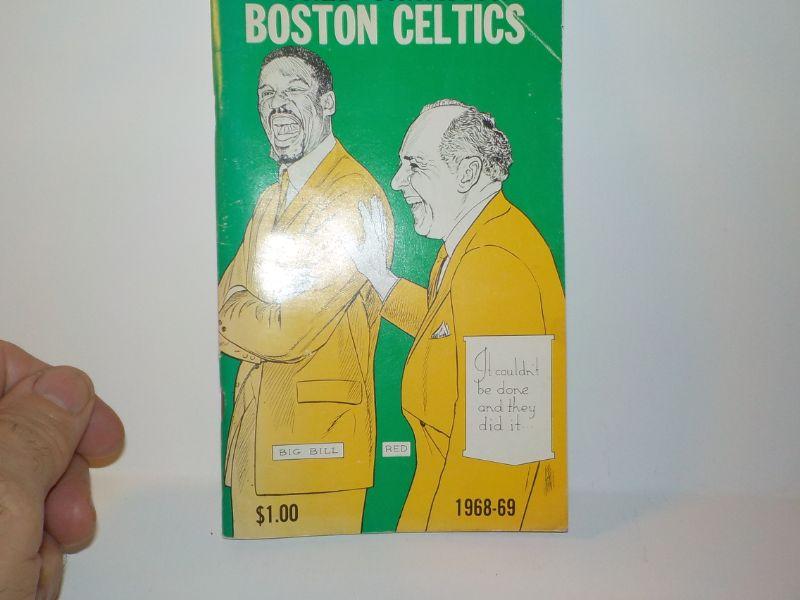 BOSTON CELTICS
It couldn't
be done
and they
did it...
BIG BILL
RED
$1.00
1968-69